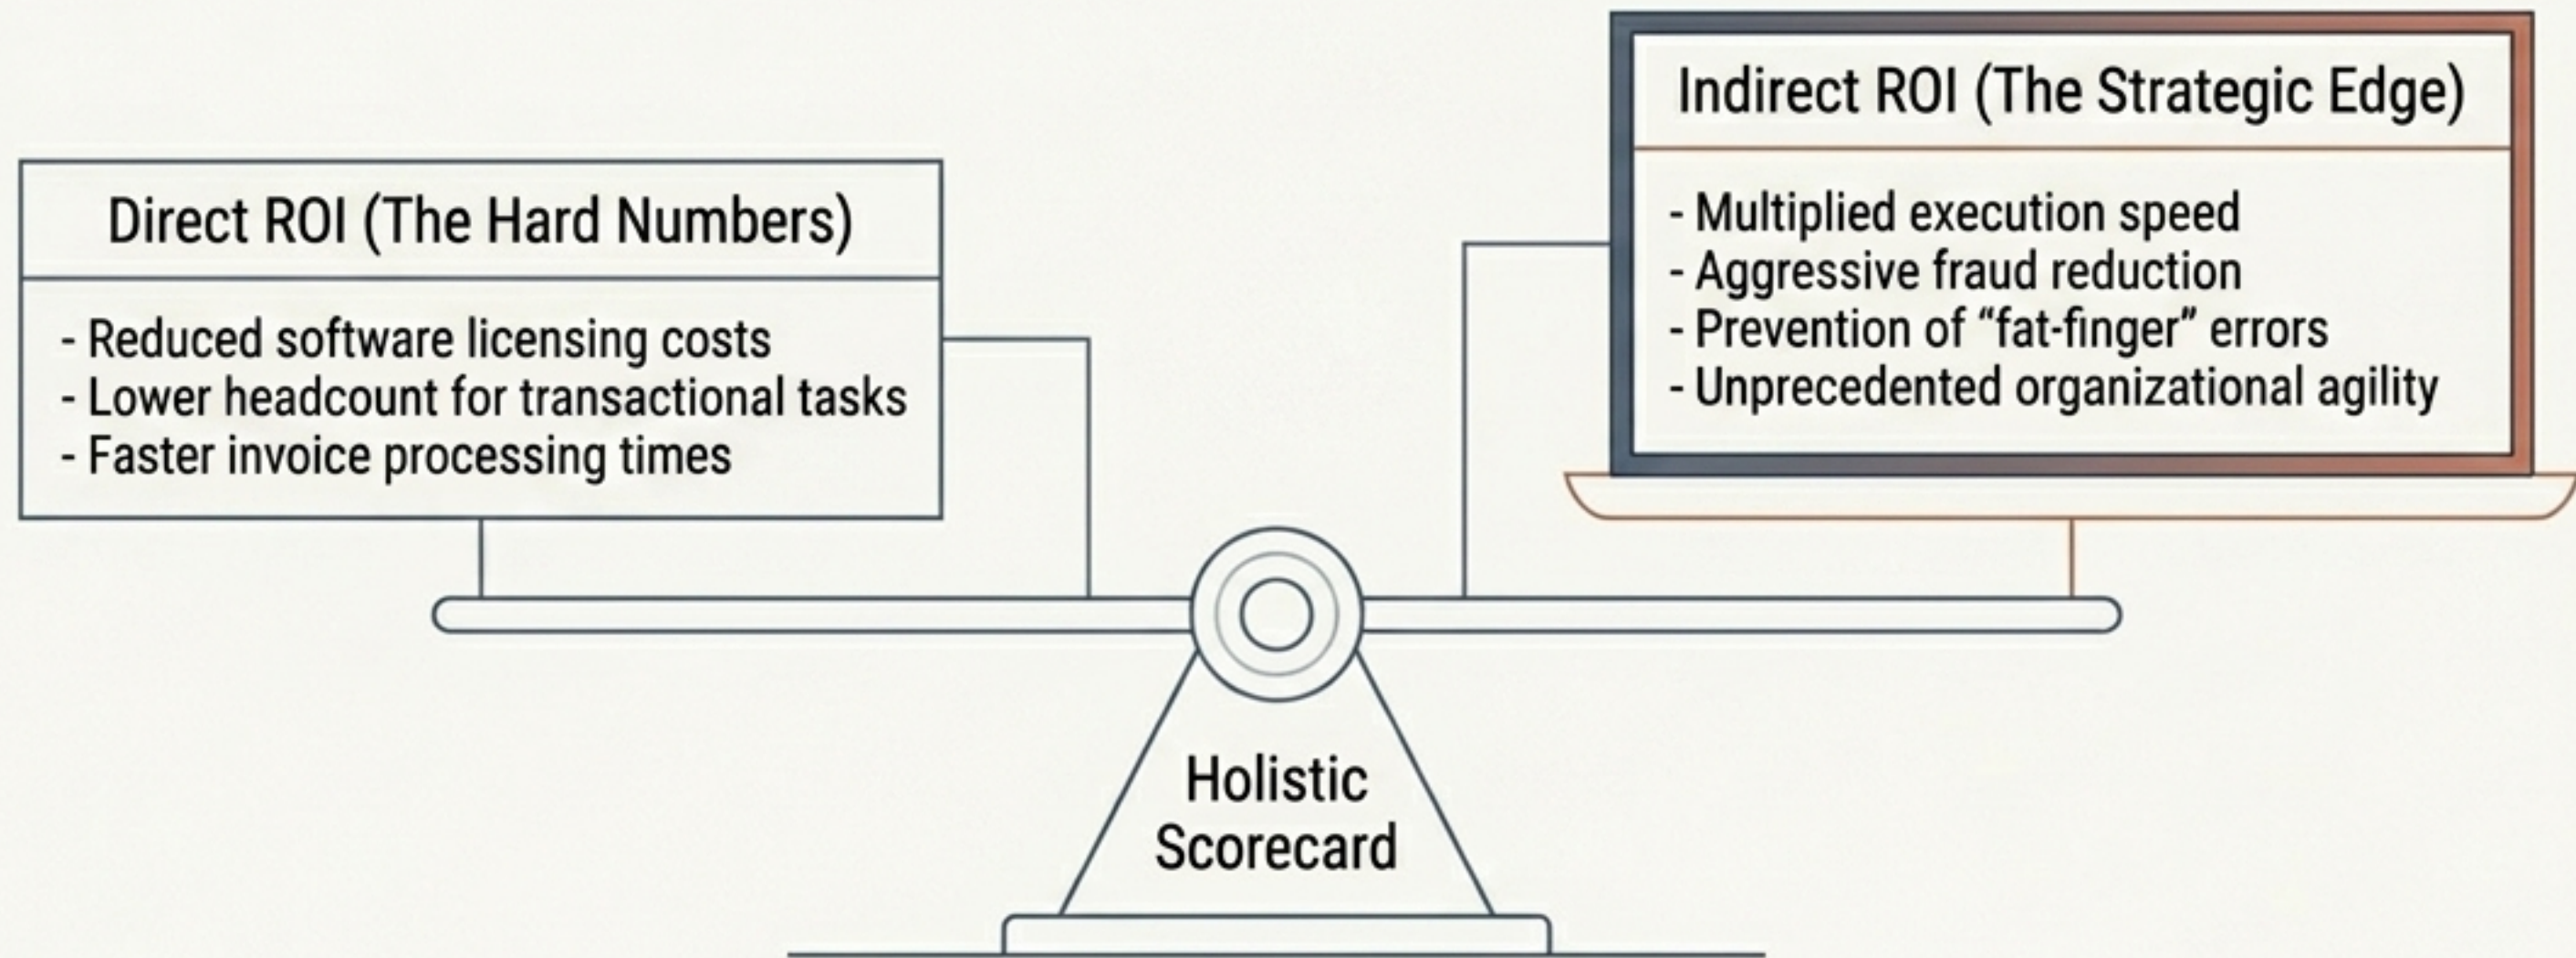 Direct ROI (The Hard Numbers)
- Reduced software licensing costs
- Lower headcount for transactional tasks
- Faster invoice processing times
Indirect ROI (The Strategic Edge)
- Multiplied execution speed
- Aggressive fraud reduction
- Prevention of “fat-finger” errors
- Unprecedented organizational agility
Holistic
Scorecard